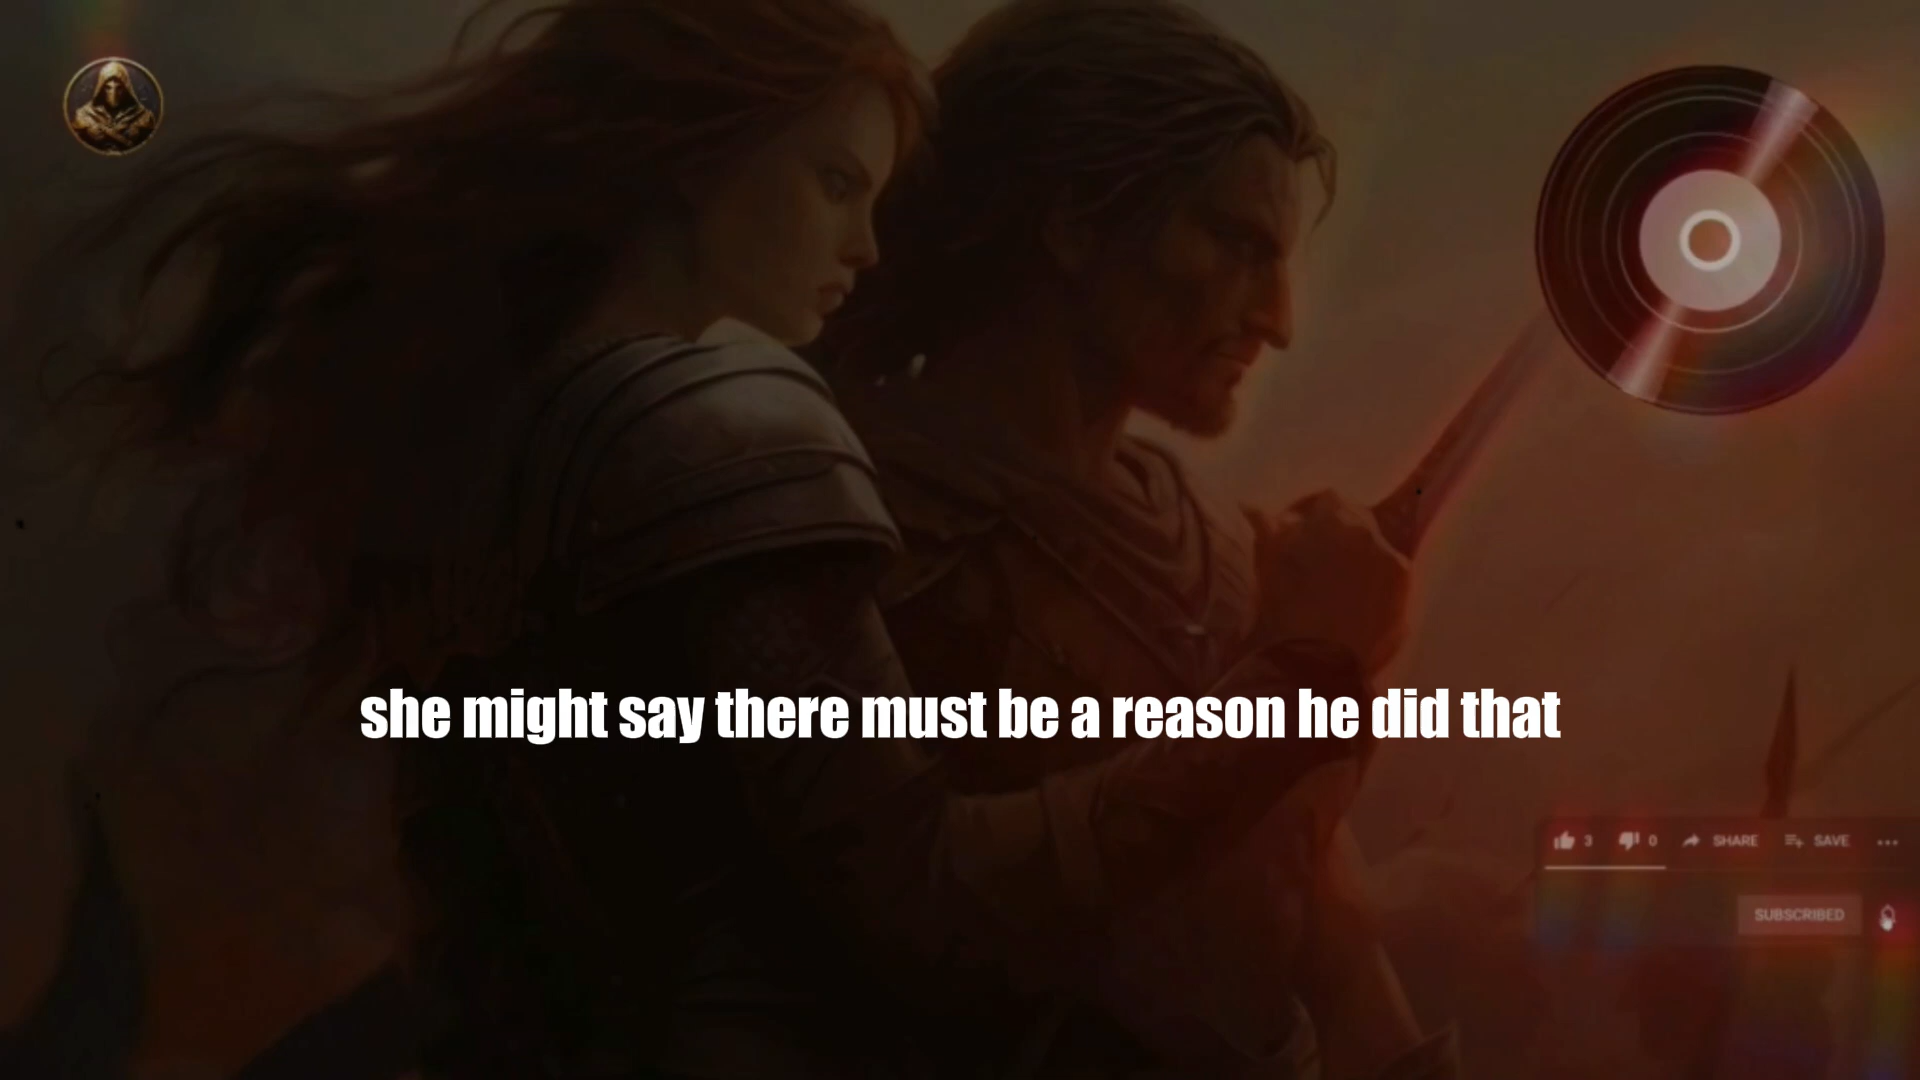 she might say there must be a reason he did that
3 0 SHARE SAVE
SUBSCRIBED